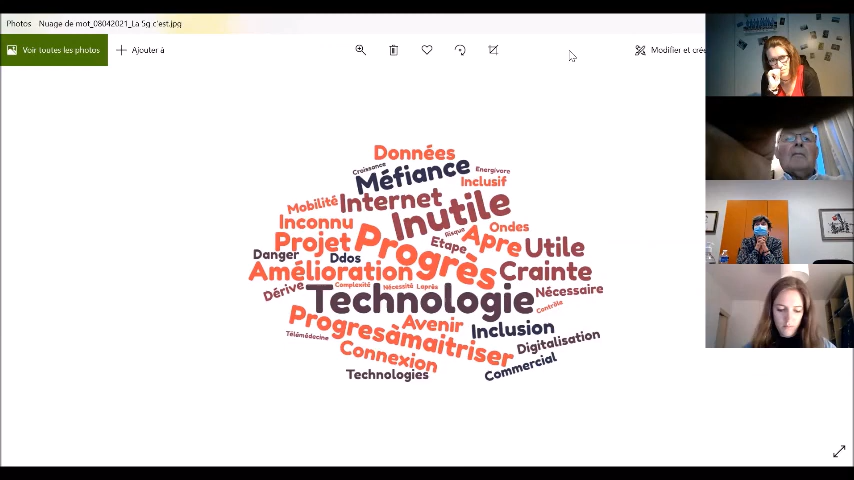 Photos Nuage de mot_08042021_La 5g c'est.jpg
Voir toutes les photos
Ajouter à
Modifier et crée
Données
Croissance
Méfiance
Energivore
Inclusif
Mobilité
Internet
Inutile
Inconnu
Risque
Ondes
Projet
Progrès
Etape
Apre
Utile
Danger
Ddos
Amélioration
Crainte
Dérive
Complexité
Nécessité
Loprès
Nécessaire
Technologie
Contrôle
Progresàmaitriser
Avenir
Inclusion
Télémédecine
Digitalisation
Connexion
Commercial
Technologies